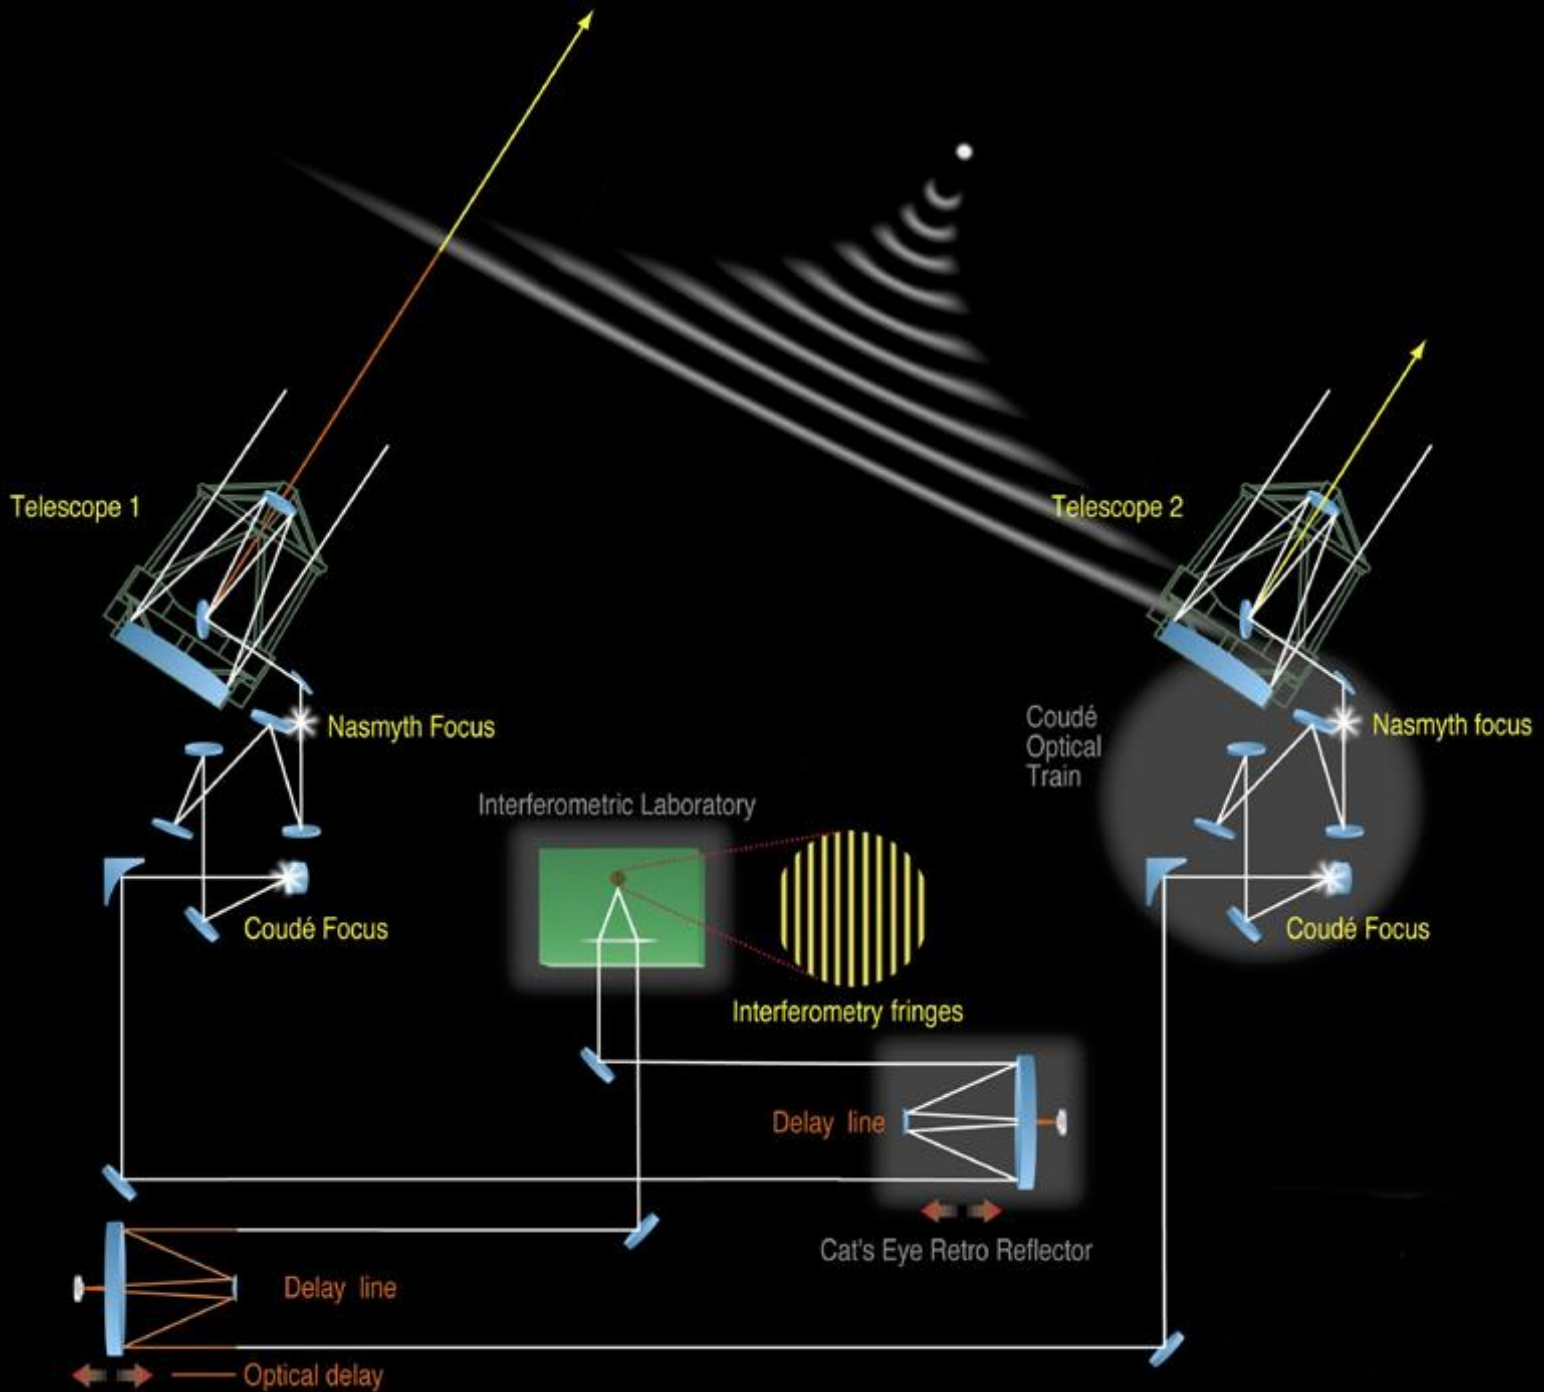 Telescope 1
Telescope 2
Nasmyth Focus
Coudé
Optical
Train
Nasmyth focus
Interferometric Laboratory
Coudé Focus
Coudé Focus
Interferometry fringes
Delay line
Cat's Eye Retro Reflector
Delay line
Optical delay